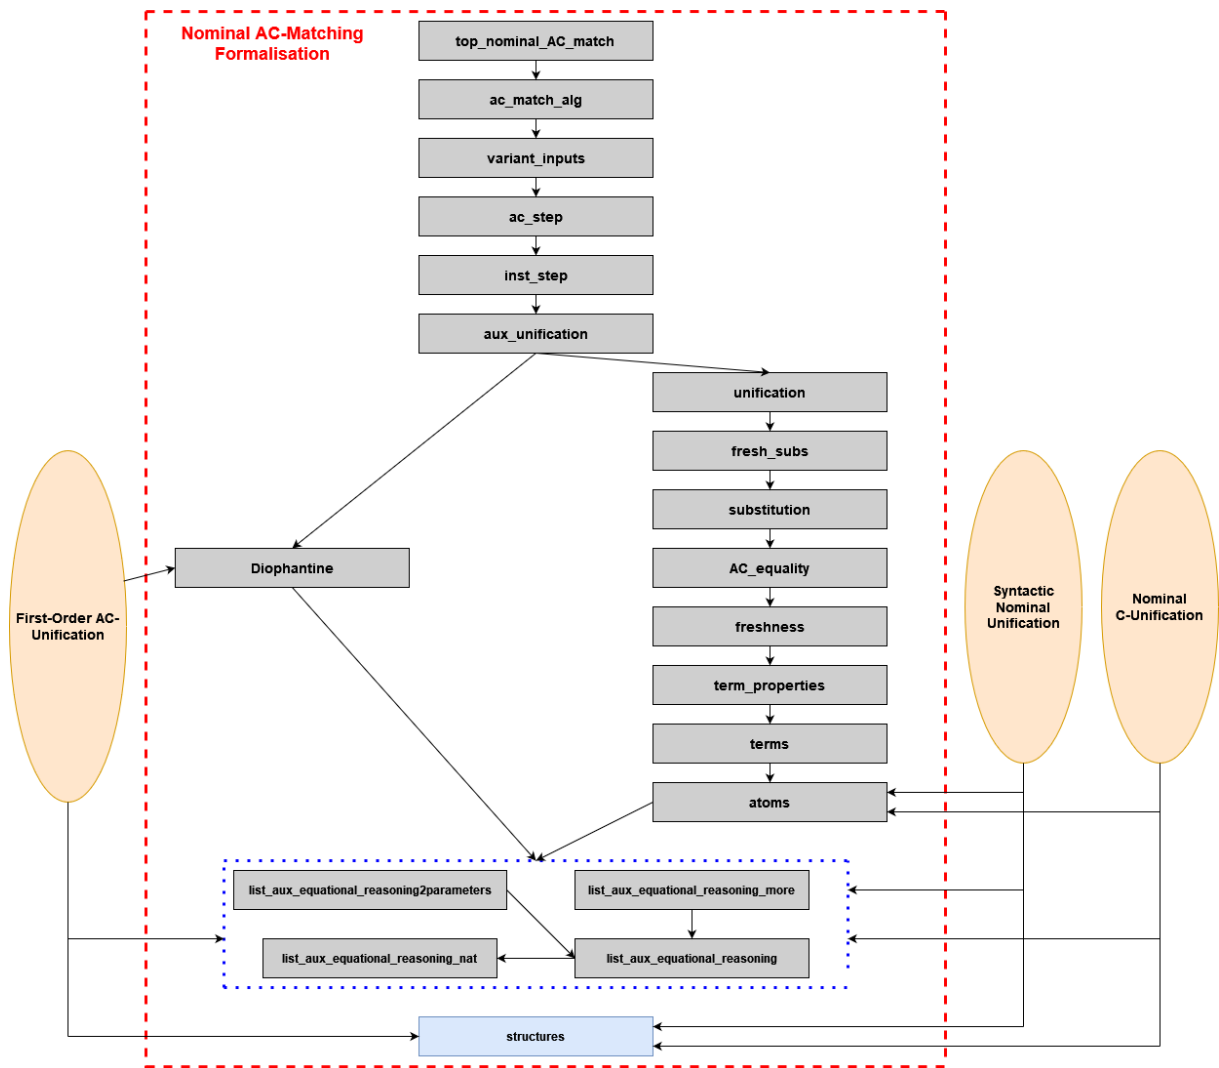 Nominal AC-Matching
Formalisation
top_nominal_AC_match
ac_match_alg
variant_inputs
ac_step
inst_step
aux_unification
unification
fresh_subs
substitution
Diophantine
AC_equality
First-Order AC-
Unification
freshness
Syntactic
Nominal
Unification
Nominal
C-Unification
term_properties
terms
atoms
list_aux_equational_reasoning2parameters
list_aux_equational_reasoning_more
list_aux_equational_reasoning_nat
list_aux_equational_reasoning
structures